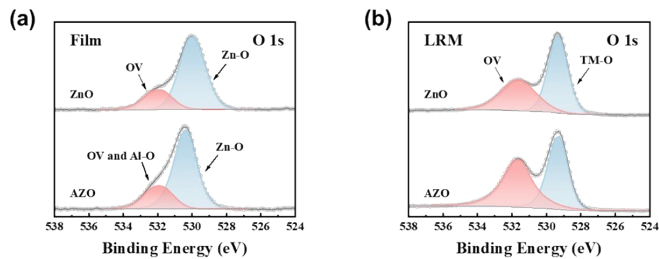 (a)
Film
O 1s
OV
Zn-O
ZnO
OV and Al-O
Zn-O
AZO
538 536 534 532 530 528 526 524
Binding Energy (eV)
(b)
LRM
O 1s
OV
TM-O
ZnO
AZO
538 536 534 532 530 528 526 524
Binding Energy (eV)